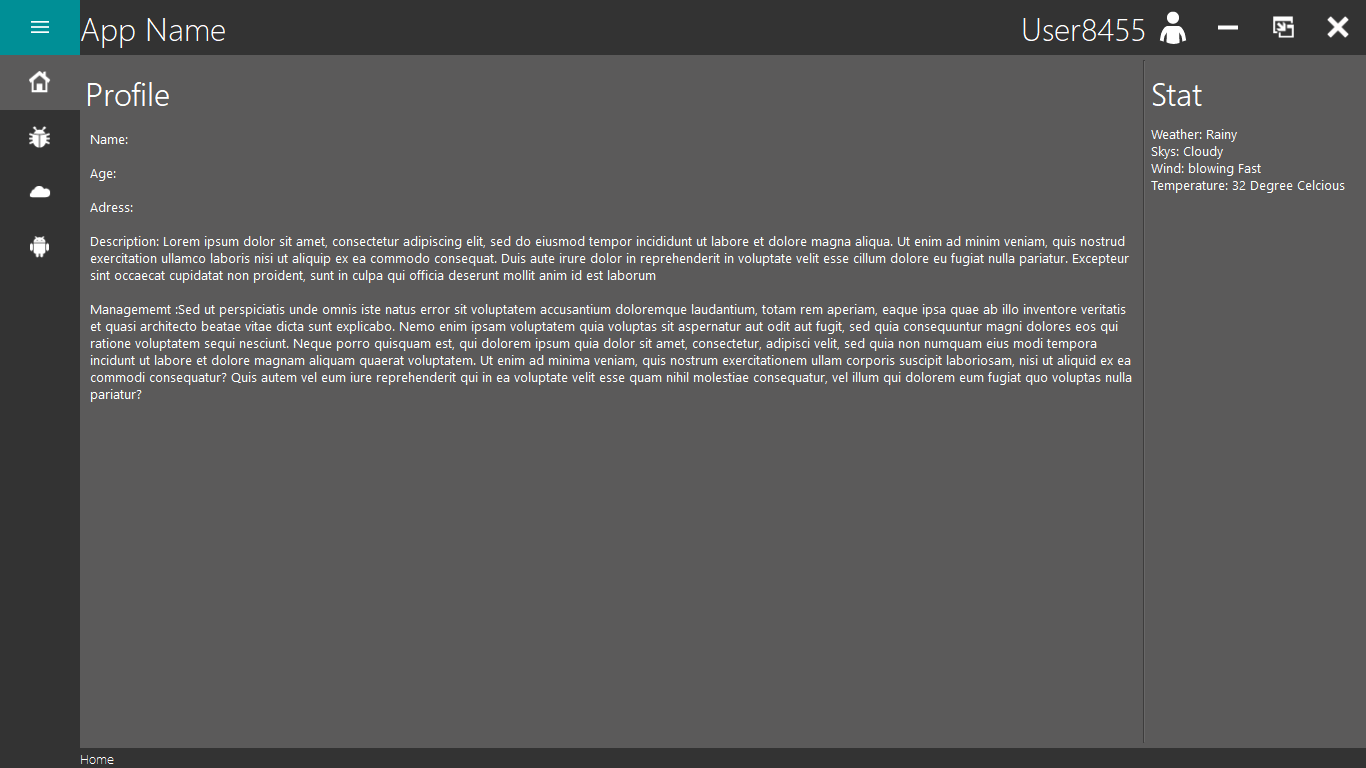 App Name
User8455
Profile
Name:
Age:
Adress:
Description: Lorem ipsum dolor sit amet, consectetur adipiscing elit, sed do eiusmod tempor incididunt ut labore et dolore magna aliqua. Ut enim ad minim veniam, quis nostrud
exercitation ullamco laboris nisi ut aliquip ex ea commodo consequat. Duis aute irure dolor in reprehenderit in voluptate velit esse cillum dolore eu fugiat nulla pariatur. Excepteur
sint occaecat cupidatat non proident, sunt in culpa qui officia deserunt mollit anim id est laborum
Managememt :Sed ut perspiciatis unde omnis iste natus error sit voluptatem accusantium doloremque laudantium, totam rem aperiam, eaque ipsa quae ab illo inventore veritatis
et quasi architecto beatae vitae dicta sunt explicabo. Nemo enim ipsam voluptatem quia voluptas sit aspernatur aut odit aut fugit, sed quia consequuntur magni dolores eos qui
ratione voluptatem sequi nesciunt. Neque porro quisquam est, qui dolorem ipsum quia dolor sit amet, consectetur, adipisci velit, sed quia non numquam eius modi tempora
incidunt ut labore et dolore magnam aliquam quaerat voluptatem. Ut enim ad minima veniam, quis nostrum exercitationem ullam corporis suscipit laboriosam, nisi ut aliquid ex ea
commodi consequatur? Quis autem vel eum iure reprehenderit qui in ea voluptate velit esse quam nihil molestiae consequatur, vel illum qui dolorem eum fugiat quo voluptas nulla
pariatur?
Stat
Weather: Rainy
Skys: Cloudy
Wind: blowing Fast
Temperature: 32 Degree Celcious
Home